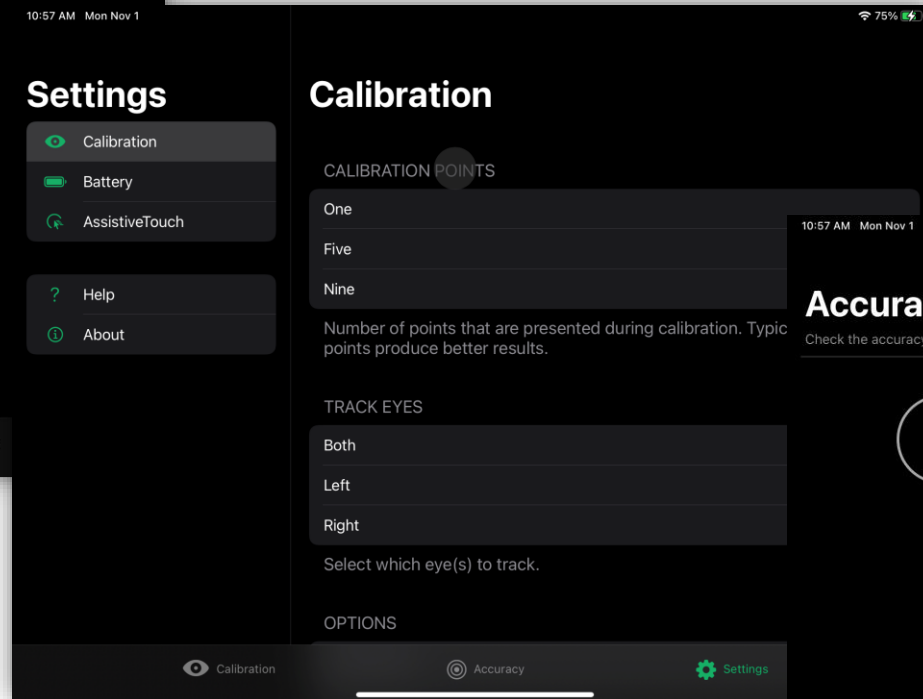 10:57 AM Mon Nov 1
75%
Settings
Calibration
Battery
AssistiveTouch
Help
About
Calibration
CALIBRATION POINTS
One
Five
Nine
Number of points that are presented during calibration. Typic
points produce better results.
TRACK EYES
Both
Left
Right
Select which eye(s) to track.
OPTIONS
Calibration
Accuracy
Settings
10:57 AM Mon Nov 1
Accura
Check the accuracy